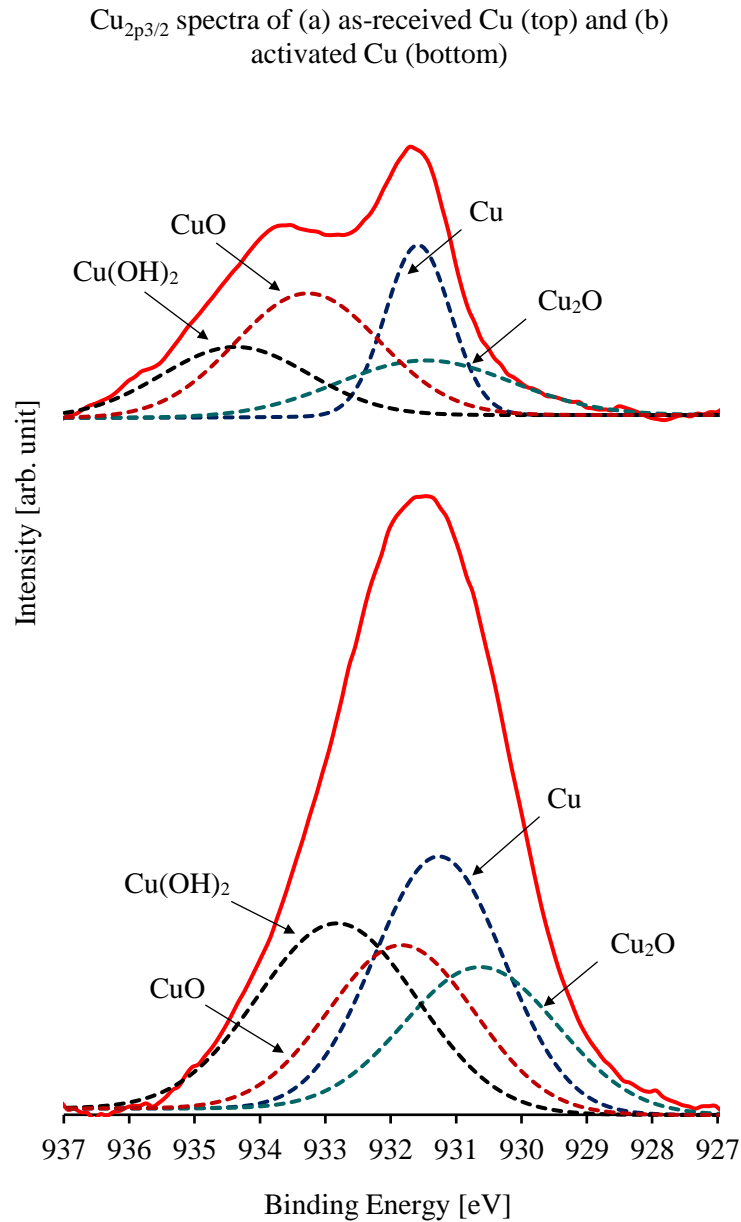 Cu2p3/2 spectra of (a) as-received Cu (top) and (b)
activated Cu (bottom)
Cu
CuO
Cu(OH)2
Cu2O
Intensity [arb. unit]
Cu
Cu(OH)2
Cu2O
CuO
937 936 935 934 933 932 931 930 929 928 927
Binding Energy [eV]